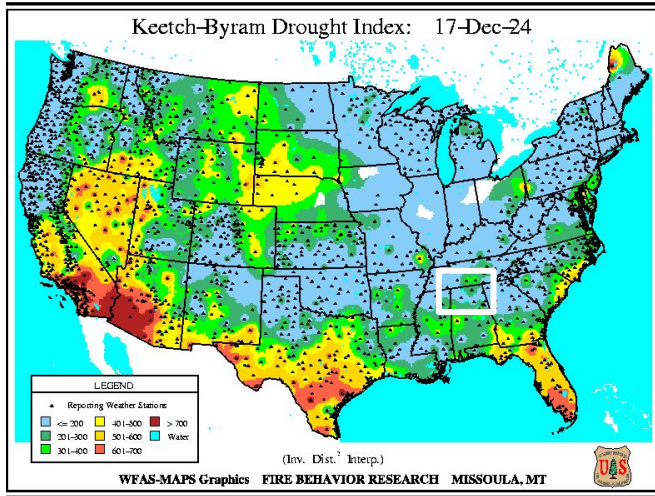 Keetch-Byram Drought Index: 17-Dec-24
LEGEND
Reporting Weather Stations
<= 200
401-500
> 700
201-300
501-600
Water
301-400
601-700
(Inv. Dist.² Interp.)
WFAS-MAPS Graphics FIRE BEHAVIOR RESEARCH MISSOULA, MT
U S